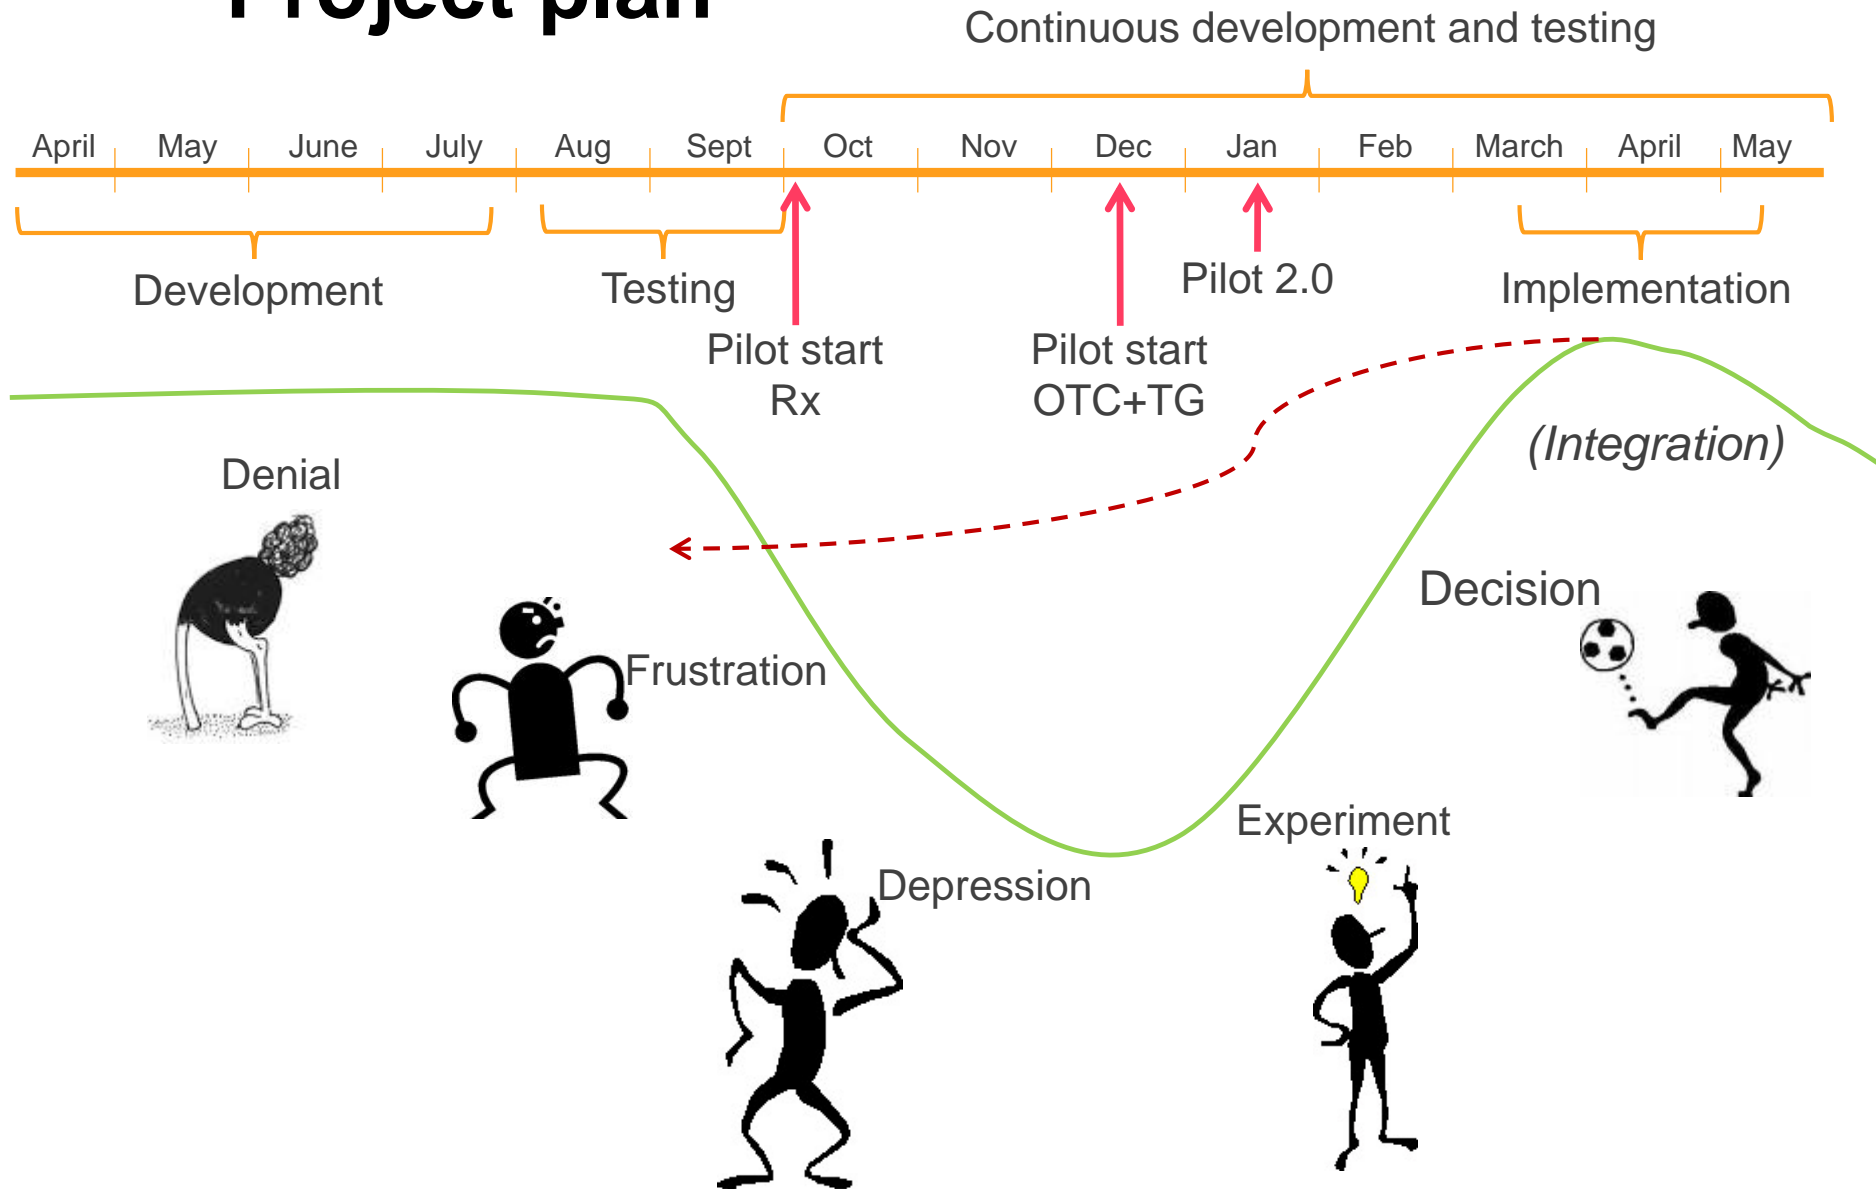 Project plan
Continuous development and testing
April May June July Aug Sept Oct Nov Dec Jan Feb March April May
Development
Testing
Pilot start
Rx
Pilot start
OTC+TG
Pilot 2.0
Implementation
Denial
Frustration
Depression
Experiment
Decision
(Integration)